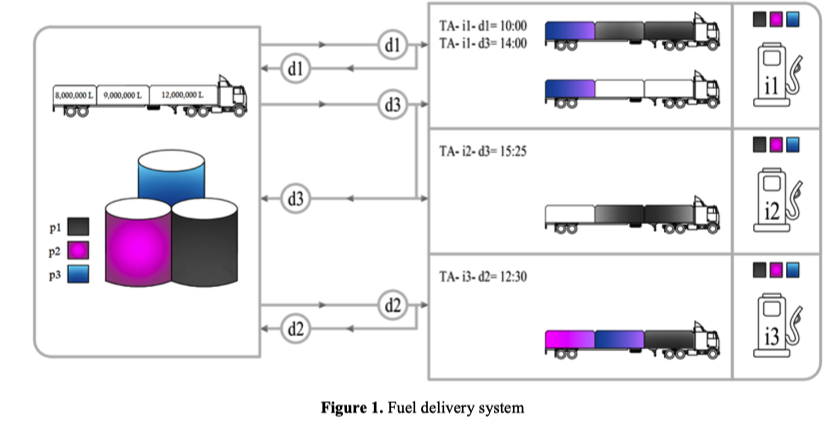 TA- i1- d1= 10:00
TA- i1- d3= 14:00
d1
d1
i1
8,000,000 L 9,000,000 L 12,000,000 L
d3
TA- i2- d3= 15:25
d3
i2
p1
p2
p3
TA- i3- d2= 12:30
d2
d2
i3
Figure 1. Fuel delivery system